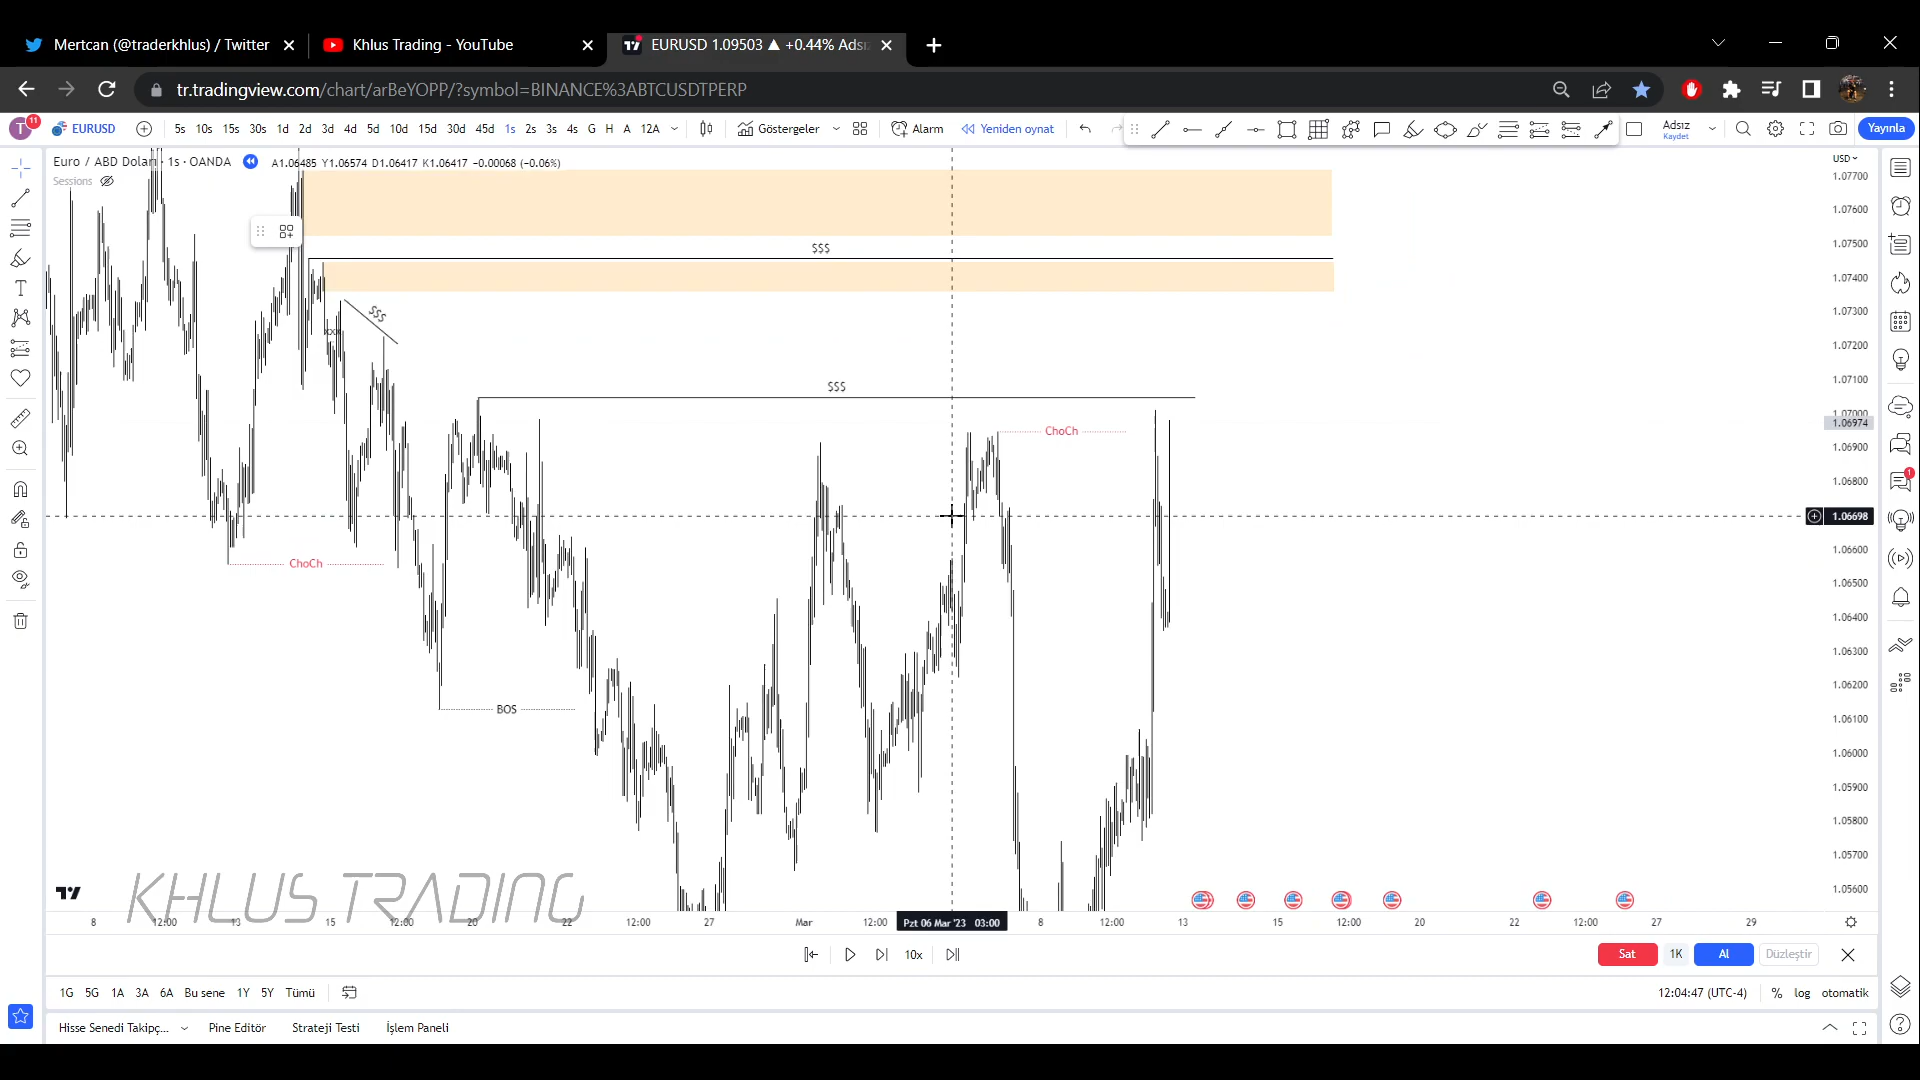 Mertcan (@traderkhlus) / Twitter
Khlus Trading - YouTube
EURUSD 1.09503 ▲ +0.44% Adsı
tr.tradingview.com/chart/arBeYOPP/?symbol=BINANCE%3ABTCUSDTPERP
T 11 EURUSD 5s 10s 15s 30s 1d 2d 3d 4d 5d 10d 15d 30d 45d 1s 2s 3s 4s G H A 12A Göstergeler Alarm Yeniden oynat Adsız Kaydet Yayınla
Euro / ABD Doları · 1s · OANDA A1.06485 Y1.06574 D1.06417 K1.06417 −0.00068 (−0.06%)
Sessions
USD
1.07700
1.07600
1.07500
1.07400
1.07300
1.07200
1.07100
1.07000
1.06974
1.06900
1.06800
1.06698
1.06600
1.06500
1.06400
1.06300
1.06200
1.06100
1.06000
1.05900
1.05800
1.05700
1.05600
$$$
$$$
xxx
$$$
ChoCh
ChoCh
BOS
1
KHLUS TRADING
8 12:00 13 15 12:00 20 22 12:00 27 Mar 12:00 Pzt 06 Mar '23 03:00 8 12:00 13 15 12:00 20 22 12:00 27 29
10x
Sat 1K Al Düzleştir
1G 5G 1A 3A 6A Bu sene 1Y 5Y Tümü
12:04:47 (UTC-4) % log otomatik
Hisse Senedi Takipç... Pine Editör Strateji Testi İşlem Paneli